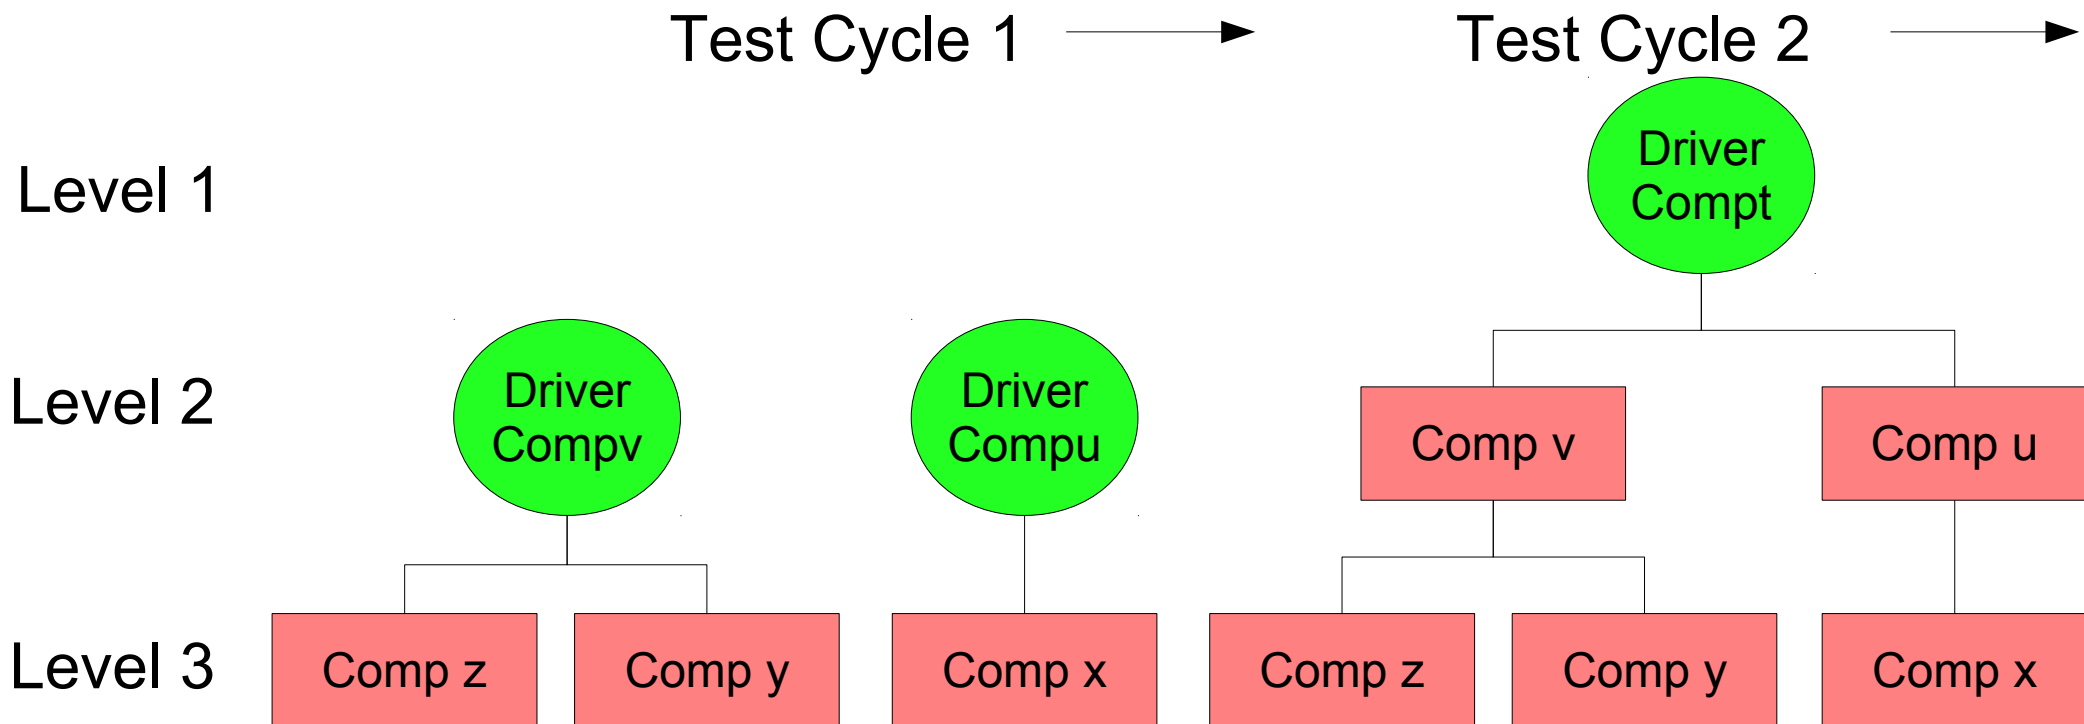 Test Cycle 1
Test Cycle 2
Level 1
Driver
Compt
Level 2
Driver
Compv
Driver
Compu
Comp v
Comp u
Level 3
Comp z
Comp y
Comp x
Comp z
Comp y
Comp x